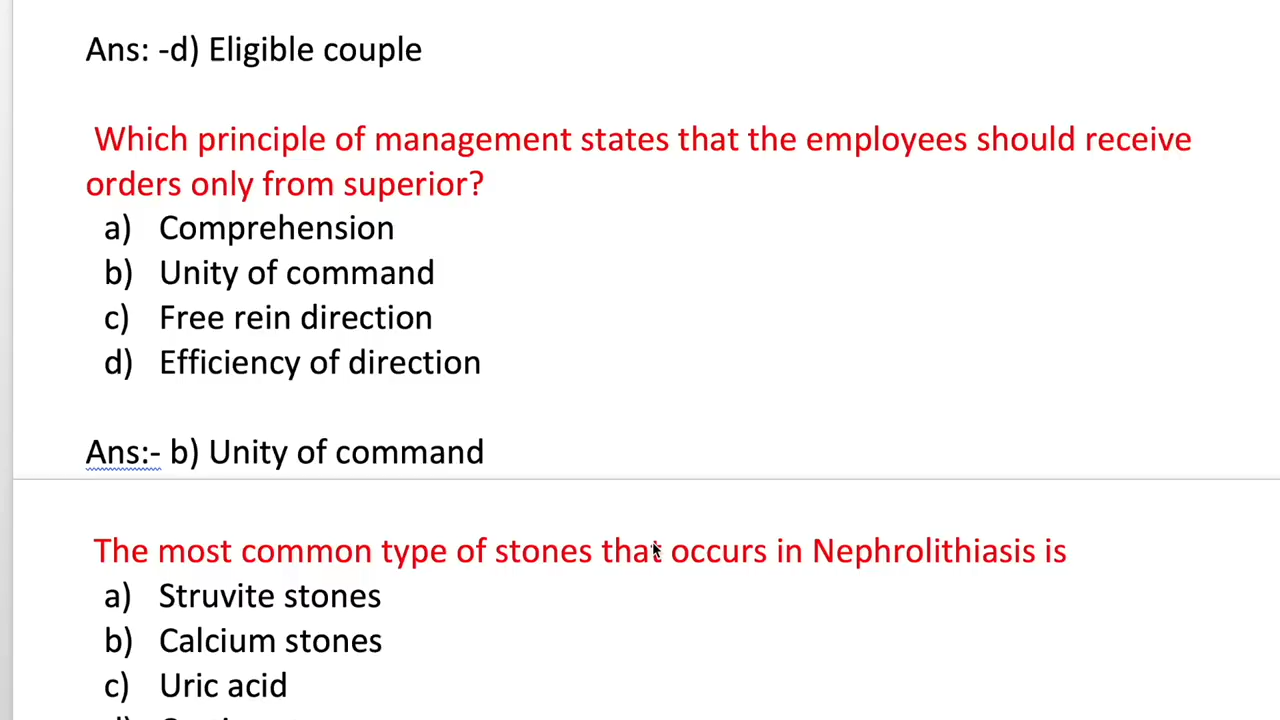 Ans: -d) Eligible couple
Which principle of management states that the employees should receive
orders only from superior?
a) Comprehension
b) Unity of command
c) Free rein direction
d) Efficiency of direction
Ans:- b) Unity of command
The most common type of stones that occurs in Nephrolithiasis is
a) Struvite stones
b) Calcium stones
c) Uric acid